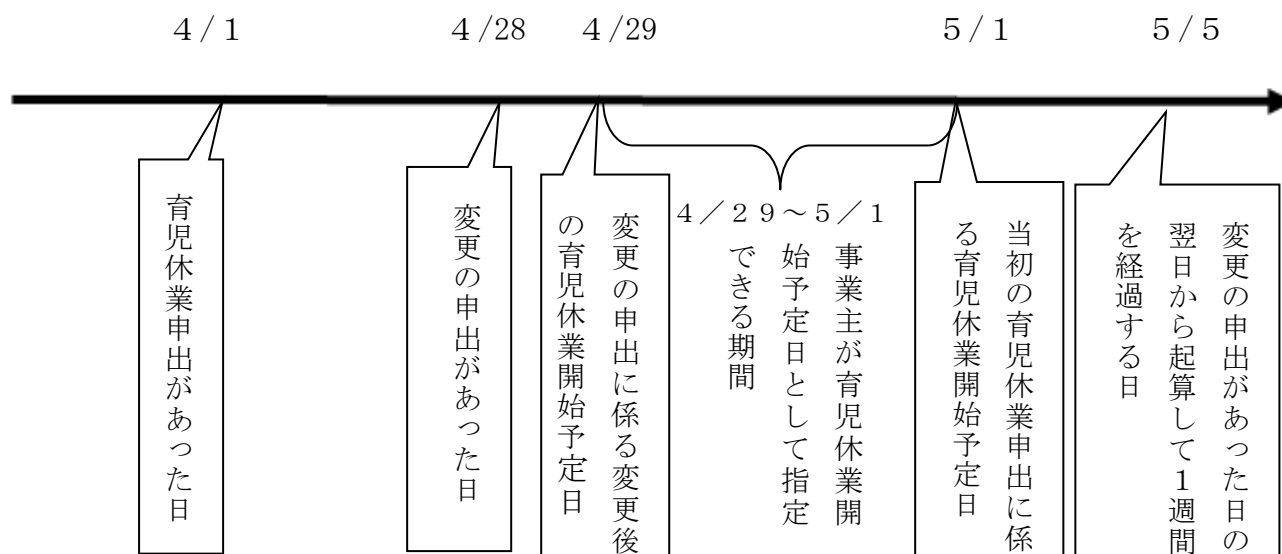 ４/１
４/28
４/29
５/１
５/５
育児休業申出があった日
変更の申出があった日
変更の申出に係る変更後
の育児休業開始予定日
４／２９～５／１
事業主が育児休業開
始予定日として指定
できる期間
当初の育児休業申出に係
る育児休業開始予定日
変更の申出があった日の
翌日から起算して１週間
を経過する日